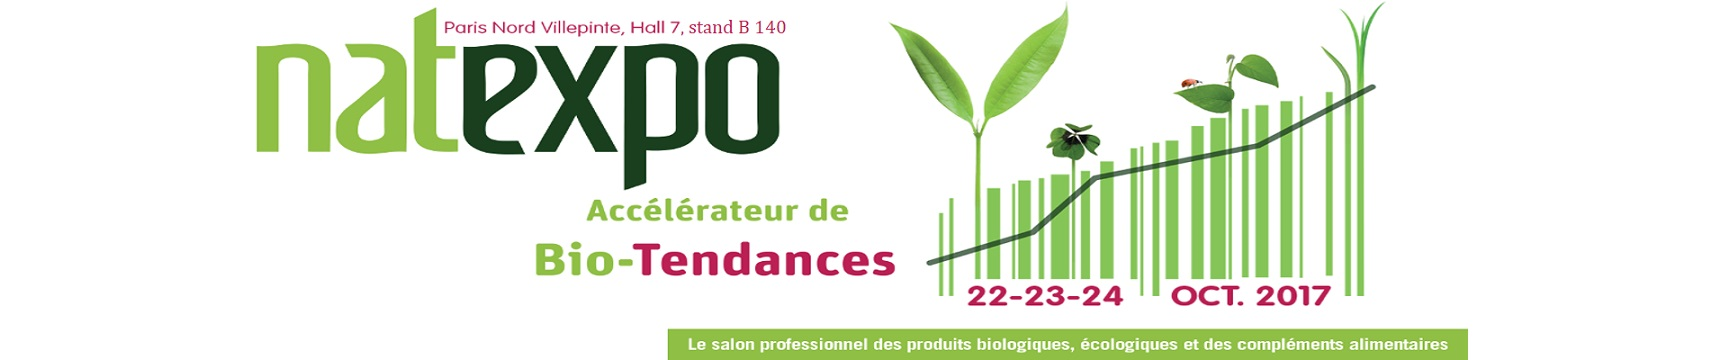 Paris Nord Villepinte, Hall 7, stand B 140
natexpo
Accélérateur de
Bio-Tendances
22-23-24 OCT. 2017
Le salon professionnel des produits biologiques, écologiques et des compléments alimentaires